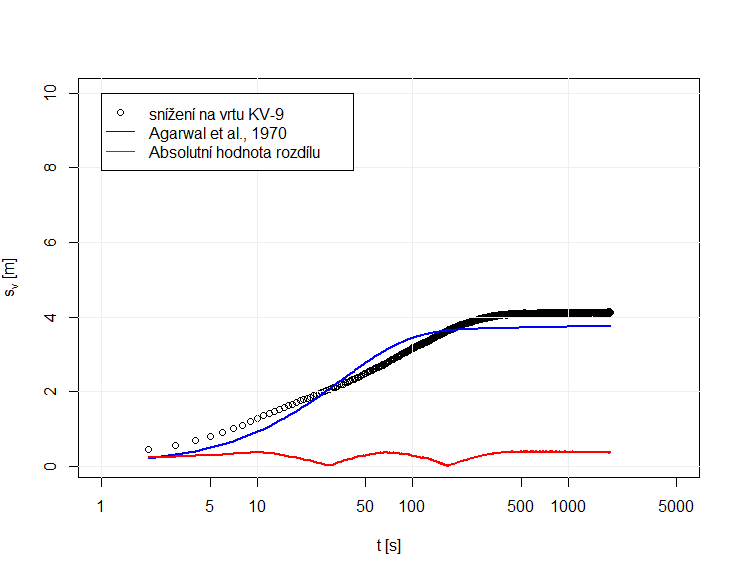 snížení na vrtu KV-9
Agarwal et al., 1970
Absolutní hodnota rozdílu
10
8
6
4
2
0
sv [m]
1 5 10 50 100 500 1000 5000
t [s]